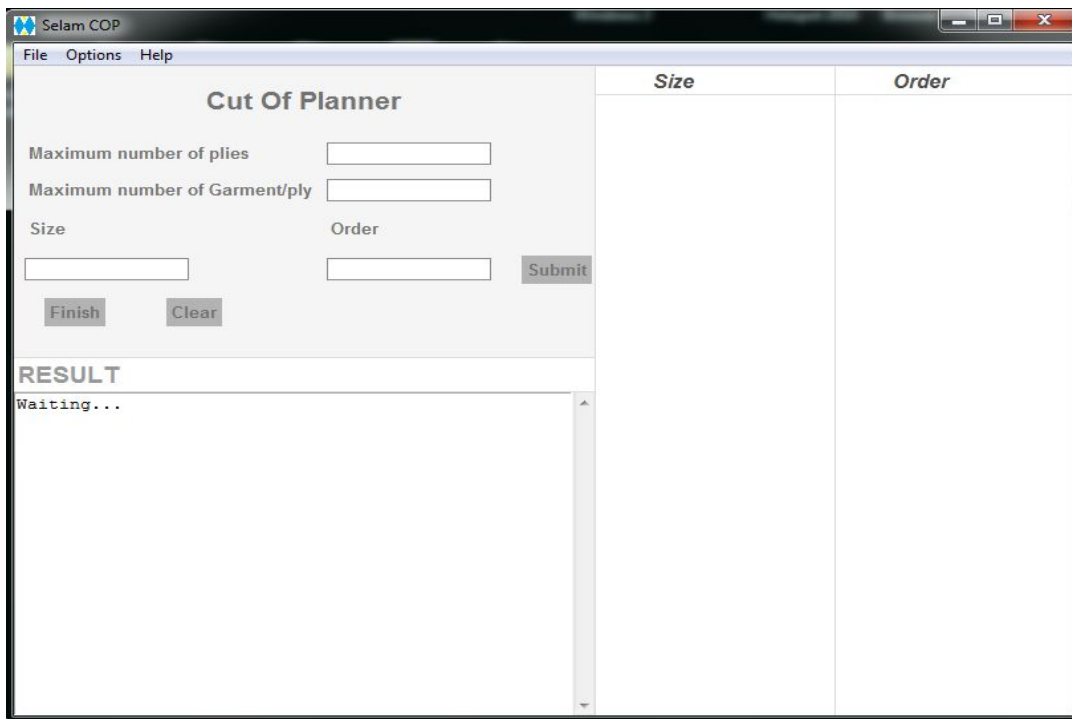 Selam COP
File Options Help
Cut Of Planner
Maximum number of plies
Maximum number of Garment/ply
Size Order
Submit
Finish Clear
RESULT
Waiting...
Size Order